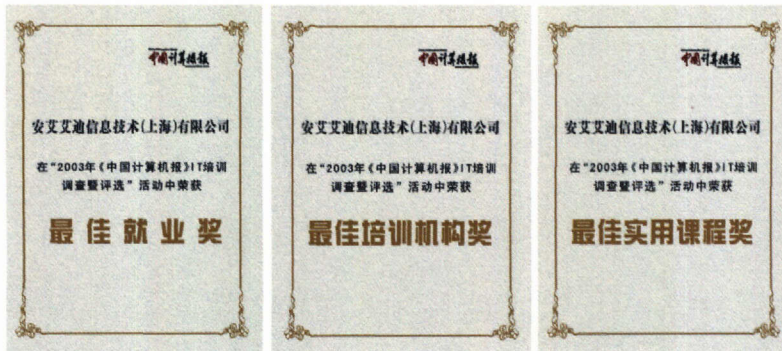 中国计算机报
安艾艾迪信息技术(上海)有限公司
在“2003年《中国计算机报》IT培训
调查暨评选”活动中荣获
最佳就业奖
中国计算机报
安艾艾迪信息技术(上海)有限公司
在“2003年《中国计算机报》IT培训
调查暨评选”活动中荣获
最佳培训机构奖
中国计算机报
安艾艾迪信息技术(上海)有限公司
在“2003年《中国计算机报》IT培训
调查暨评选”活动中荣获
最佳实用课程奖